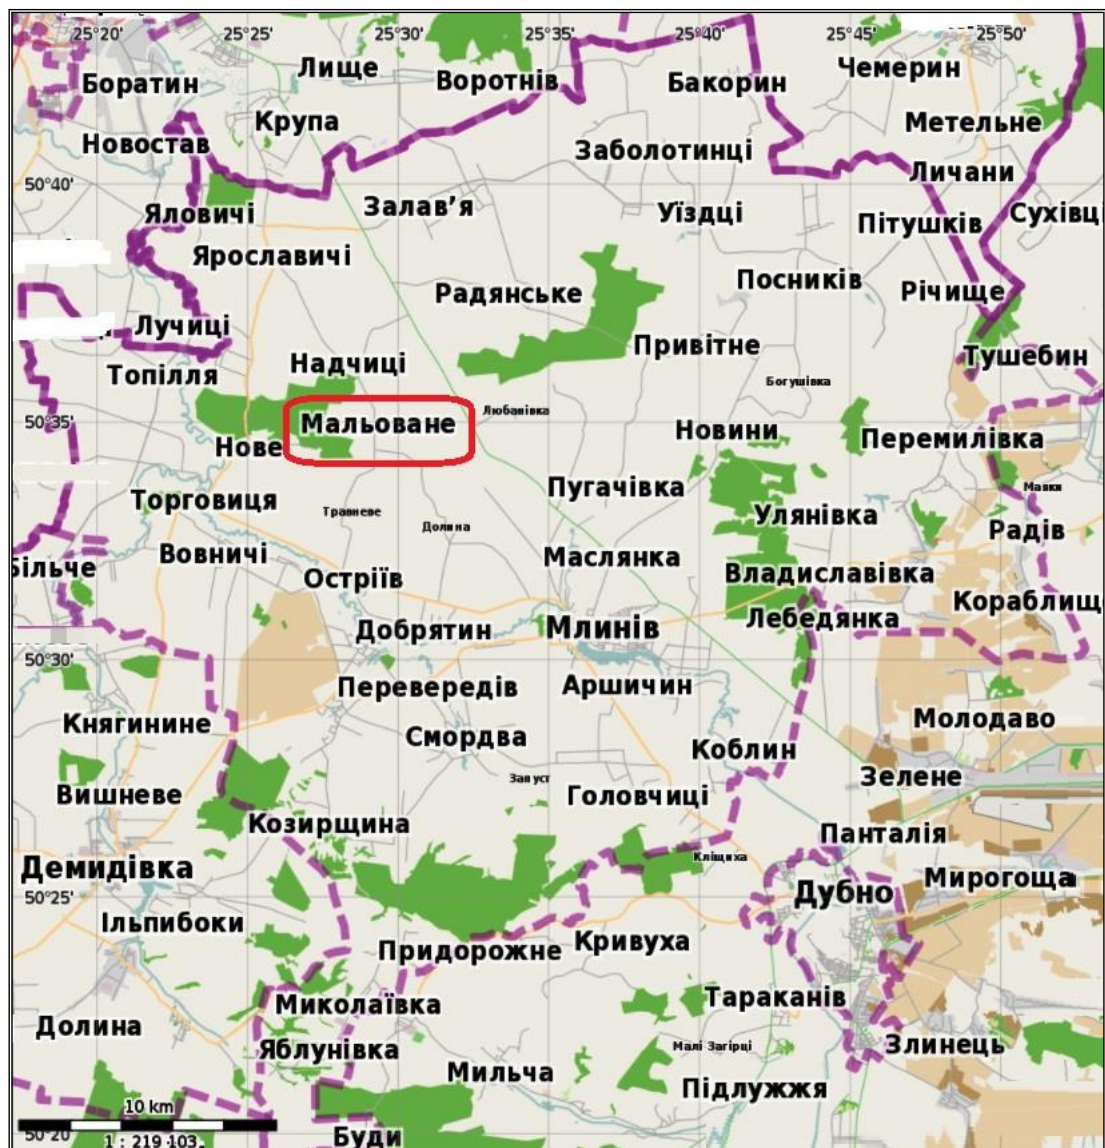 25°20' 25°25' 25°30' 25°35' 25°40' 25°45' 25°50'
Лище
Чемерин
Боратин
Воротнів
Бакорин
Крупа
Метельне
Новостав
Заболотинці
Личани
50°40'
Яловичі
Залав’я
Уїздці
Пітушків
Сухівці
Ярославичі
Посників
Радянське
Річище
Лучиці
Привітне
Тушебин
Надчиці
Топілля
Богушівка
Любанівка
50°35'
Мальоване
Новини
Перемилівка
Нове
Пугачівка
Маяки
Торговиця
Травневе
Улянівка
Долина
Радів
Вовничі
Маслянка
Більче
Остріїв
Владиславівка
Кораблищ
Лебедянка
Добрятин
Млинів
50°30'
Перевередів
Аршичин
Княгинине
Молодаво
Смордва
Коблин
Зелене
Запуст
Вишневе
Головчиці
Козирщина
Панталія
Кліщиха
Демидівка
Мирогоща
50°25'
Дубно
Ільпибоки
Придорожне
Кривуха
Миколаївка
Тараканів
Долина
Яблунівка
Малі Загірці
Злинець
Мильча
Підлужжя
10 km
50°20'
1 : 219 103
Буди